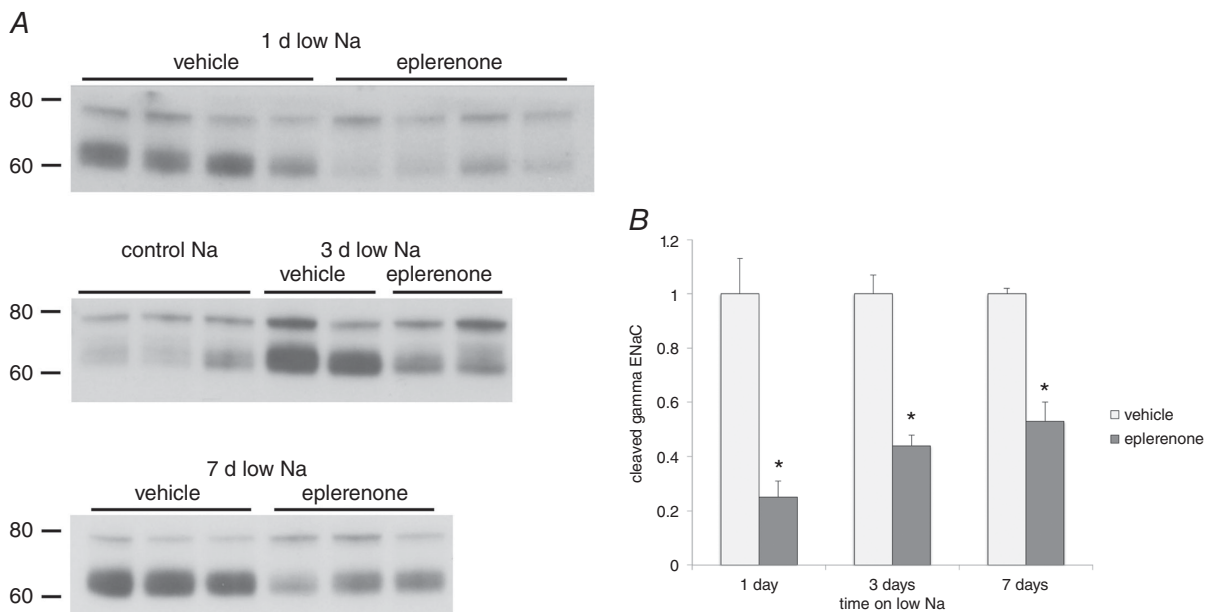 A
1 d low Na
vehicle eplerenone
80
60
control Na 3 d low Na
vehicle eplerenone
80
60
7 d low Na
vehicle eplerenone
80
60
B
1.2
1
0.8
0.6
0.4
0.2
0
cleaved gamma ENaC
* * *
1 day 3 days 7 days
time on low Na
vehicle
eplerenone